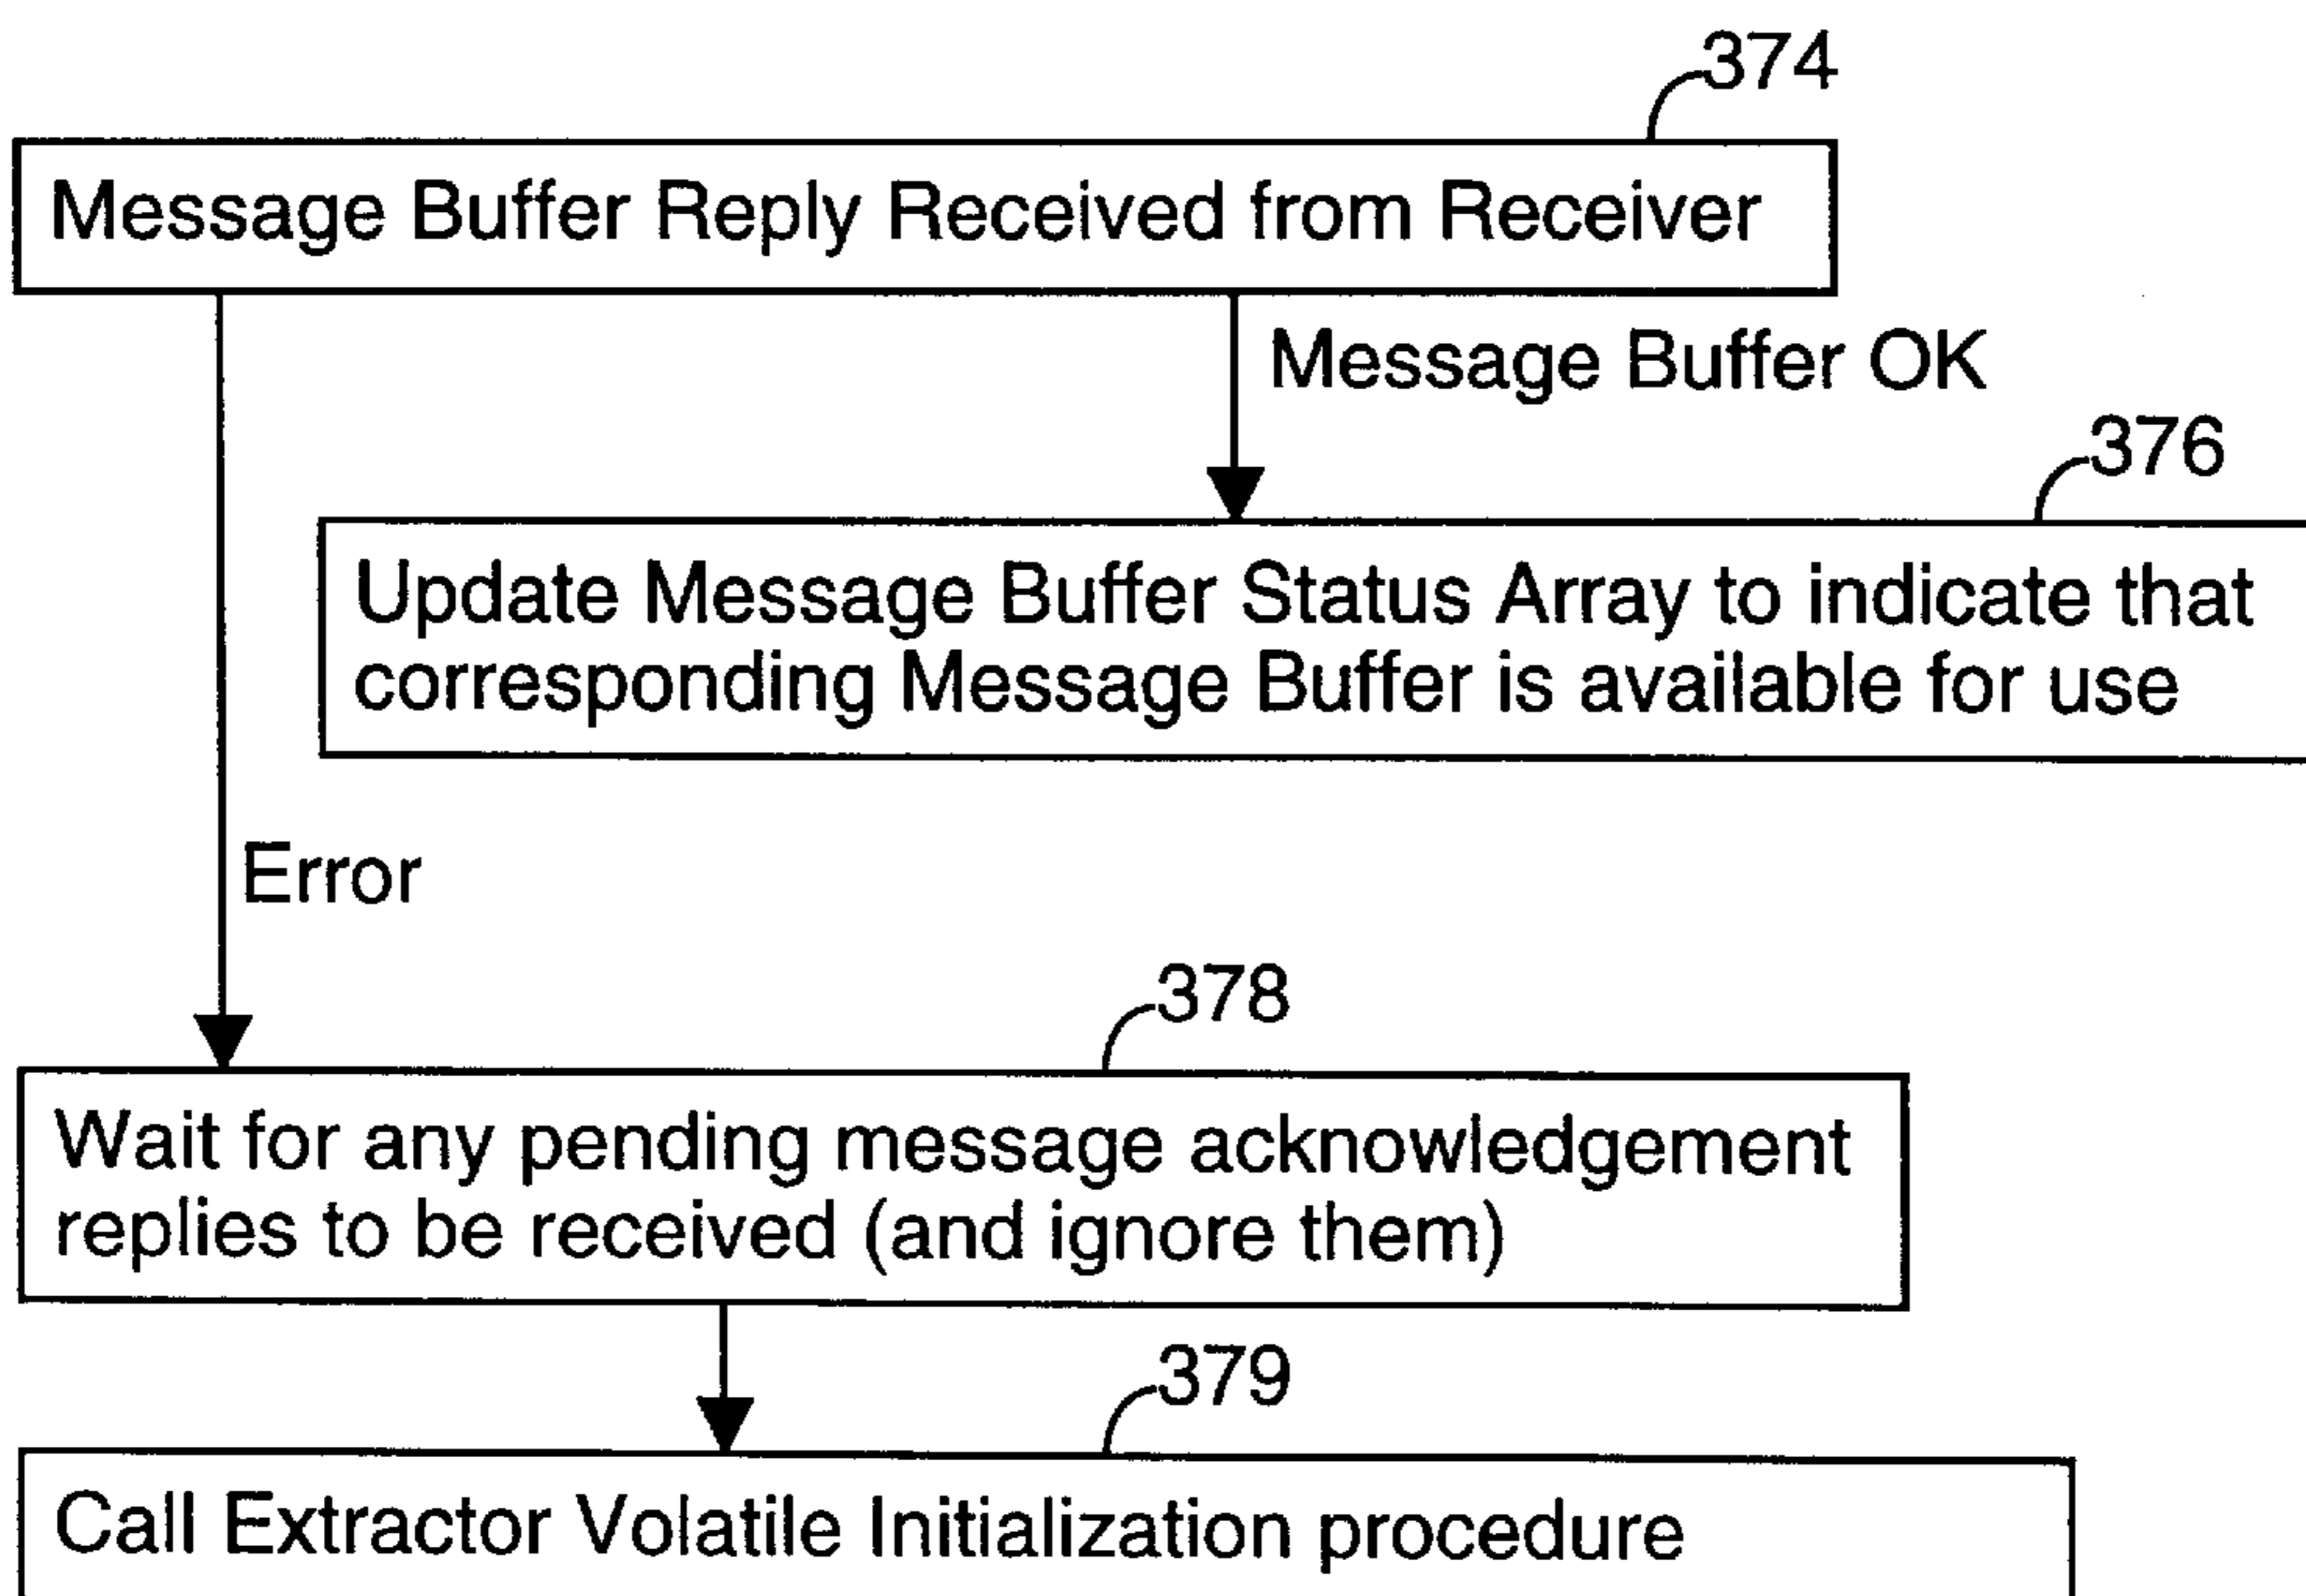 374
Message Buffer Reply Received from Receiver
Message Buffer OK
376
Update Message Buffer Status Array to indicate that
corresponding Message Buffer is available for use
Error
378
Wait for any pending message acknowledgement
replies to be received (and ignore them)
379
Call Extractor Volatile Initialization procedure